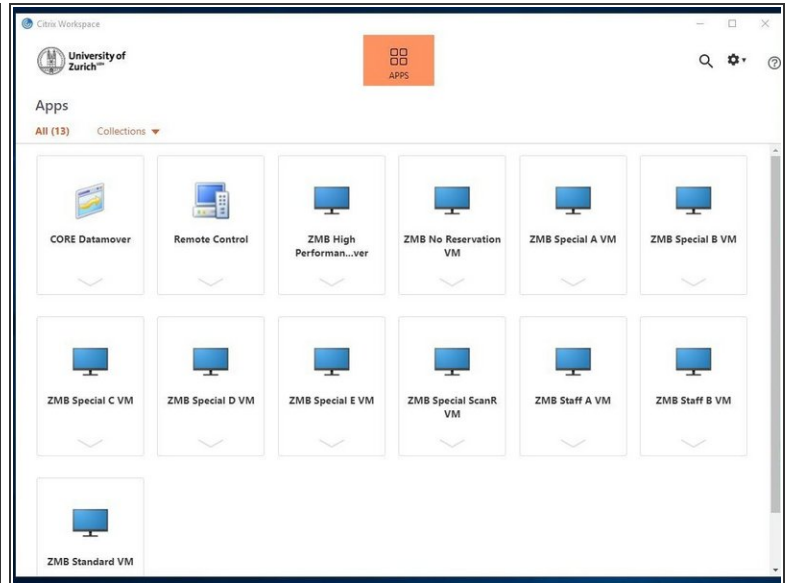 Citrix Workspace
University of
Zurich
APPS
Apps
All (13) Collections
CORE Datamover
Remote Control
ZMB High
Performan...ver
ZMB No Reservation
VM
ZMB Special A VM
ZMB Special B VM
ZMB Special C VM
ZMB Special D VM
ZMB Special E VM
ZMB Special ScanR
VM
ZMB Staff A VM
ZMB Staff B VM
ZMB Standard VM